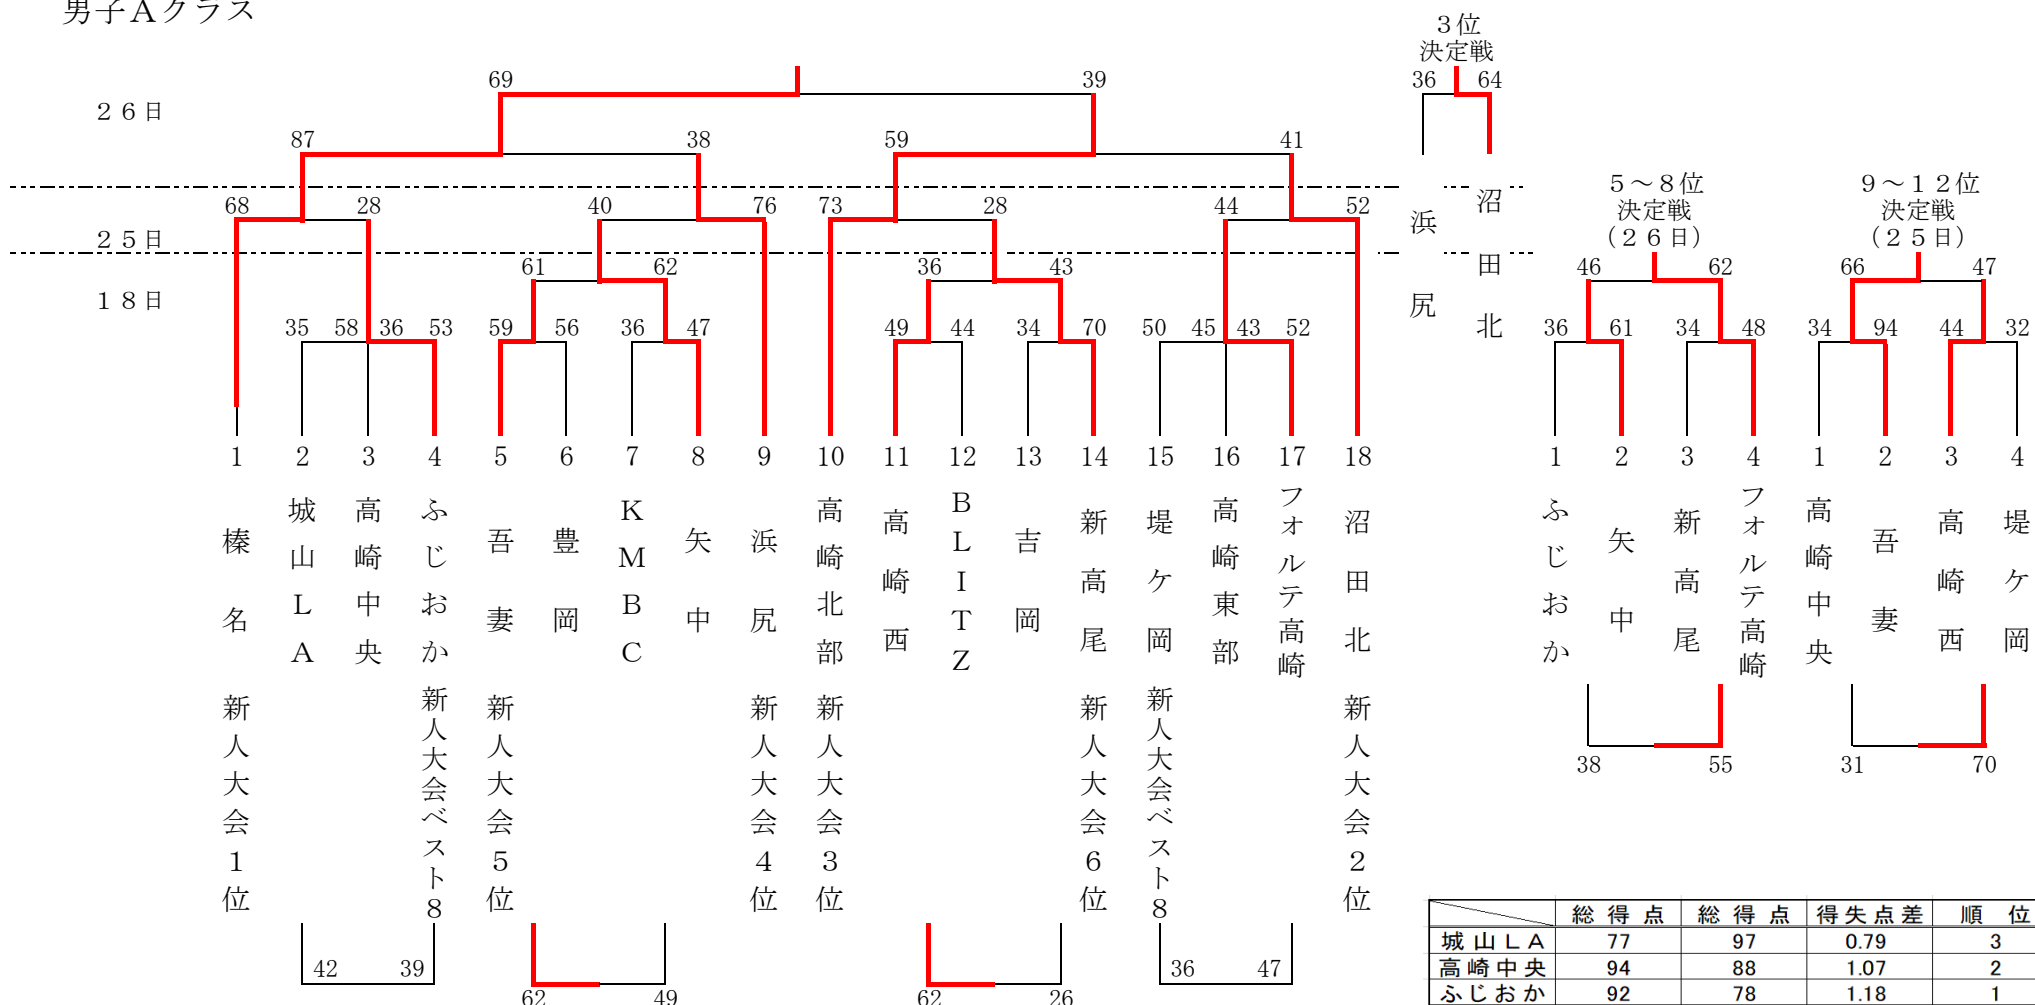 男子Ａクラス
３位
決定戦
69 39 36 64
２６日
87 38 59 41
５～８位 ９～１２位
決定戦 決定戦
（２６日） （２５日）
68 28 40 76 73 28 44 52
２５日
浜尻
沼田北
61 62 36 43 46 62 66 47
１８日
35 58 36 53 59 56 36 47 49 44 34 70 50 45 43 52 36 61 34 48 34 94 44 32
1 2 3 4 5 6 7 8 9 10 11 12 13 14 15 16 17 18 1 2 3 4 1 2 3 4
榛名
城山ＬＡ
高崎中央
ふじおか
吾妻
豊岡
ＫＭＢＣ
矢中
浜尻
高崎北部
高崎西
ＢＬＩＴＺ
吉岡
新高尾
堤ケ岡
高崎東部
フォルテ高崎
沼田北
ふじおか
矢中
新高尾
フォルテ高崎
高崎中央
吾妻
高崎西
堤ケ岡
新人大会１位
新人大会ベスト８
新人大会５位
新人大会４位
新人大会３位
新人大会６位
新人大会ベスト８
新人大会２位
38 55 31 70
42 39 36 47
62 49 62 26
総得点 総得点 得失点差 順位
城山ＬＡ 77 97 0.79 3
高崎中央 94 88 1.07 2
ふじおか 92 78 1.18 1